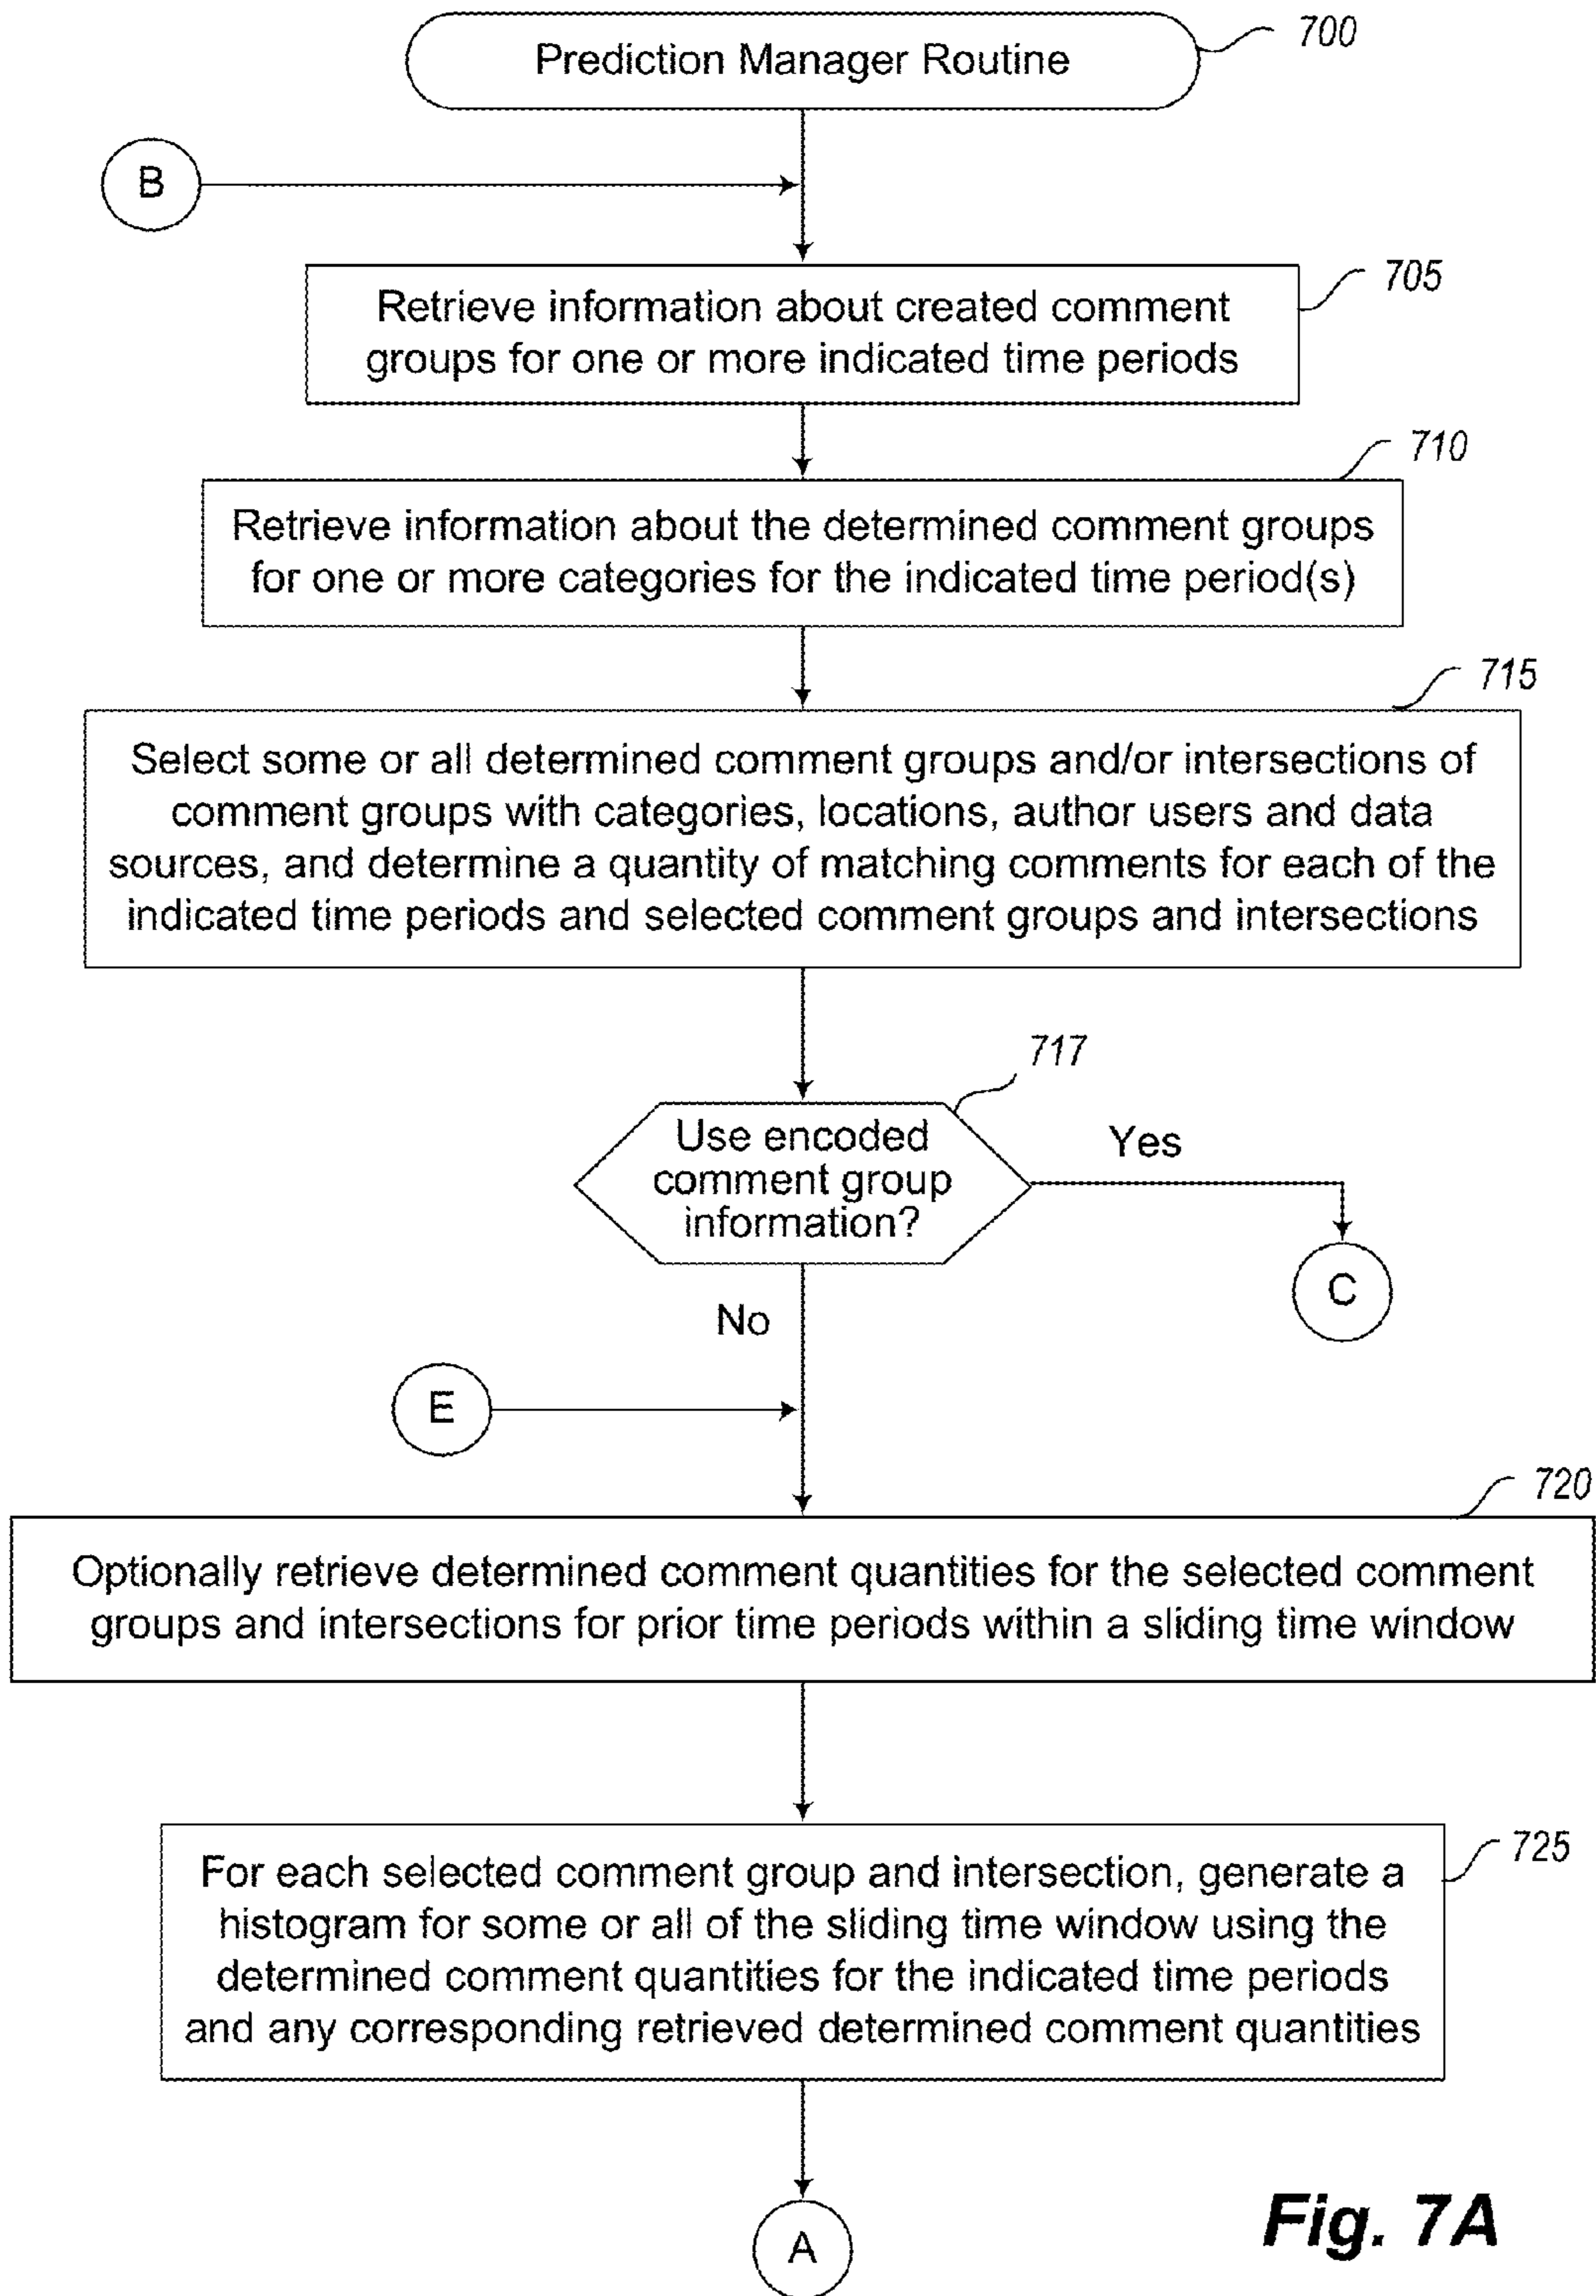 Prediction Manager Routine
700
B
705
Retrieve information about created comment
groups for one or more indicated time periods
710
Retrieve information about the determined comment groups
for one or more categories for the indicated time period(s)
715
Select some or all determined comment groups and/or intersections of
comment groups with categories, locations, author users and data
sources, and determine a quantity of matching comments for each of the
indicated time periods and selected comment groups and intersections
717
Use encoded
comment group
information?
Yes
C
No
E
720
Optionally retrieve determined comment quantities for the selected comment
groups and intersections for prior time periods within a sliding time window
725
For each selected comment group and intersection, generate a
histogram for some or all of the sliding time window using the
determined comment quantities for the indicated time periods
and any corresponding retrieved determined comment quantities
A
Fig. 7A